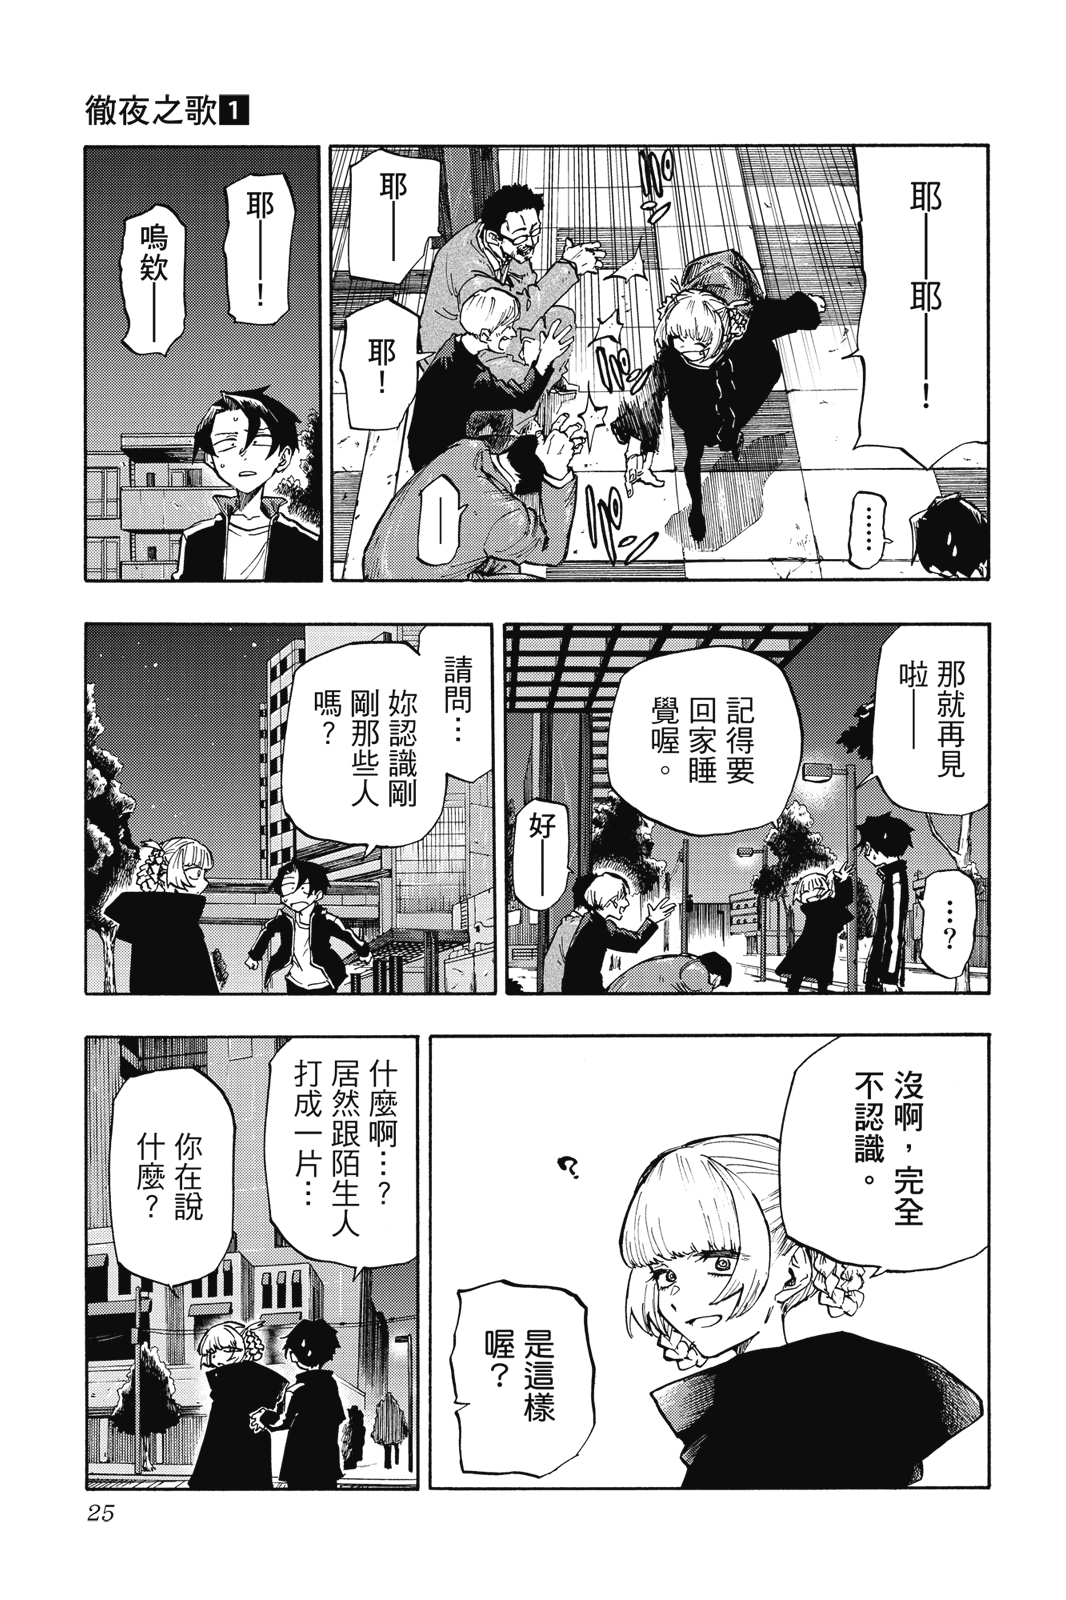 徹夜之歌1
耶——耶——！
耶——
耶！
——
……
耶——！
嗚欸——
那就再見
啦——
記得要
回家睡
覺喔。
好——
…？
請問…
妳認識剛
剛那些人
嗎？
沒啊，完全
不認識。
？
是這樣
喔？
什麼啊…？
居然跟陌生人
打成一片…
你在說
什麼？
25